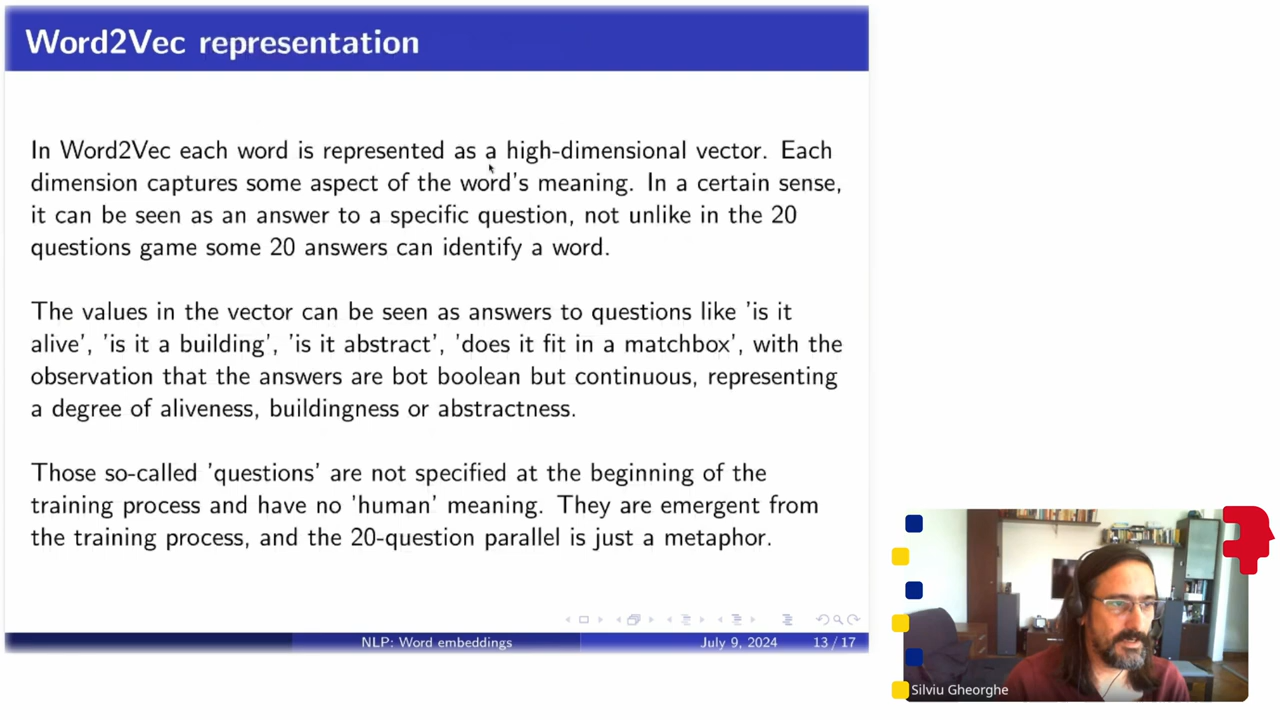 Word2Vec representation
In Word2Vec each word is represented as a high-dimensional vector. Each
dimension captures some aspect of the word's meaning. In a certain sense,
it can be seen as an answer to a specific question, not unlike in the 20
questions game some 20 answers can identify a word.
The values in the vector can be seen as answers to questions like 'is it
alive', 'is it a building', 'is it abstract', 'does it fit in a matchbox', with the
observation that the answers are bot boolean but continuous, representing
a degree of aliveness, buildingness or abstractness.
Those so-called 'questions' are not specified at the beginning of the
training process and have no 'human' meaning. They are emergent from
the training process, and the 20-question parallel is just a metaphor.
NLP: Word embeddings July 9, 2024 13 / 17
Silviu Gheorghe